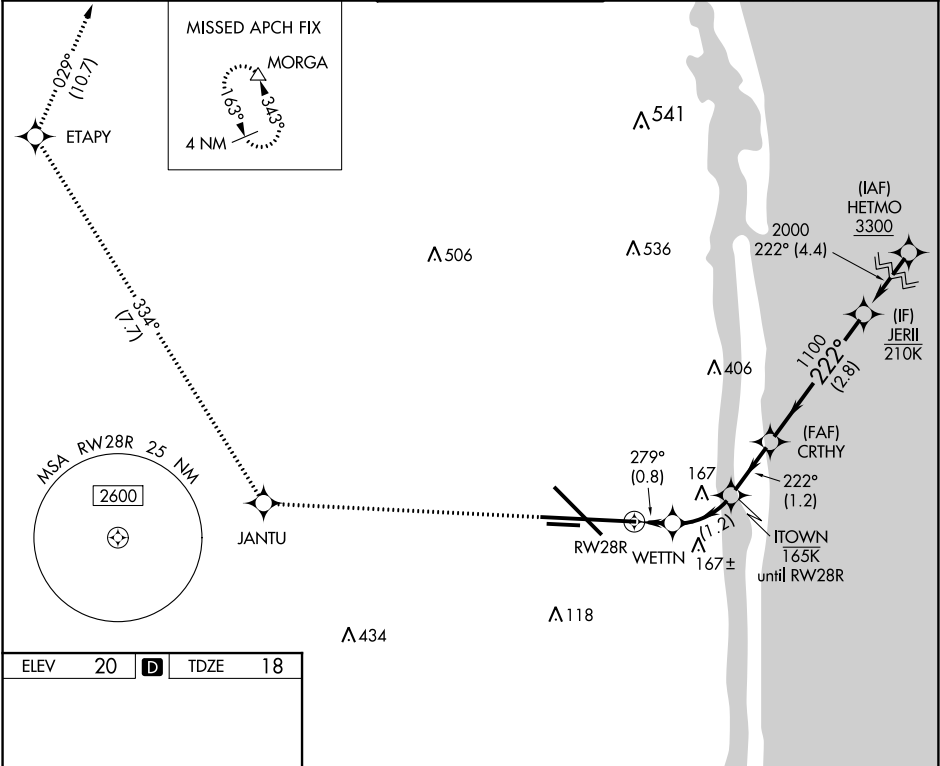 MISSED APCH FIX
MORGA
163°
343°
4 NM
029°
(10.7)
ETAPY
541
(IAF)
HETMO
3300
2000
222° (4.4)
506
536
334°
(7.7)
(IF)
JERII
210K
1100
222°
(2.8)
406
(FAF)
CRTHY
MSA RW28R 25 NM
2600
279°
(0.8)
167
222°
(1.2)
JANTU
RW28R
WETTN
(1.2)
167±
ITOWN
165K
until RW28R
118
434
ELEV 20 D TDZE 18